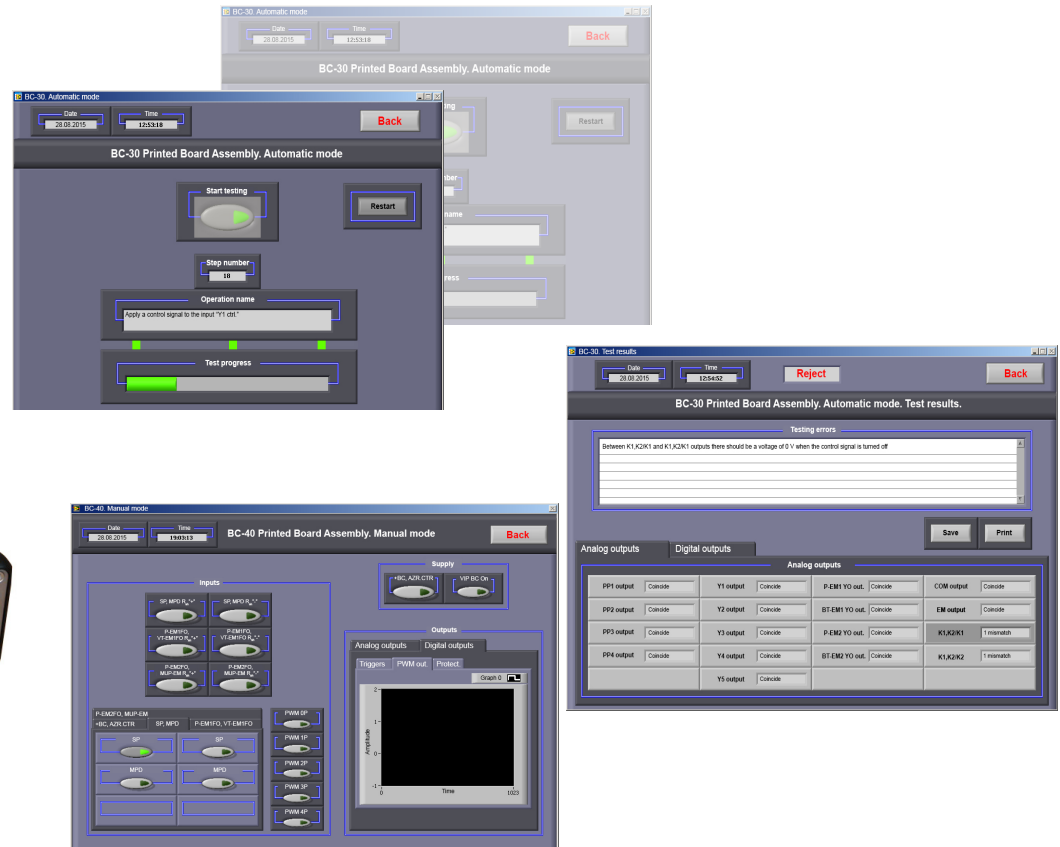 BC-30. Automatic mode
Date
Time
28.08.2015
12:53:18
Back
BC-30 Printed Board Assembly. Automatic mode
Restart
BC-30. Automatic mode
Date
Time
28.08.2015
12:53:18
Back
BC-30 Printed Board Assembly. Automatic mode
Start testing
Restart
Step number
18
Operation name
Apply a control signal to the input "Y1 ctrl."
Test progress
BC-30. Test results
Date
Time
28.08.2015
12:54:52
Reject
Back
BC-30 Printed Board Assembly. Automatic mode. Test results.
Testing errors
Between K1,K2/K1 and K1,K2/K1 outputs there should be a voltage of 0 V when the control signal is turned off
Save
Print
Analog outputs
Digital outputs
Analog outputs
PP1 output Coincide Y1 output Coincide P-EM1 YO out. Coincide COM output Coincide
PP2 output Coincide Y2 output Coincide BT-EM1 YO out. Coincide EM output Coincide
PP3 output Coincide Y3 output Coincide P-EM2 YO out. Coincide K1,K2/K1 1 mismatch
PP4 output Coincide Y4 output Coincide BT-EM2 YO out. Coincide K1,K2/K2 1 mismatch
Y5 output Coincide
BC-40. Manual mode
Date
Time
28.08.2015
19:03:13
BC-40 Printed Board Assembly. Manual mode
Back
Supply
+BC, AZR.CTR
VIP BC On
Inputs
P-EM1FO,
P-EM1FO,
P-EM2FO,
P-EM2FO,
P-EM2FO, MUP-EM
+BC, AZR.CTR
SP, MPD
P-EM1FO, VT-EM1FO
SP
SP
MPD
MPD
PWM 0P
PWM 1P
PWM 2P
PWM 3P
PWM 4P
Outputs
Analog outputs
Digital outputs
Triggers
PWM out
Protect
Graph 0
Amplitude
2
1
0
-1
0
Time
1023